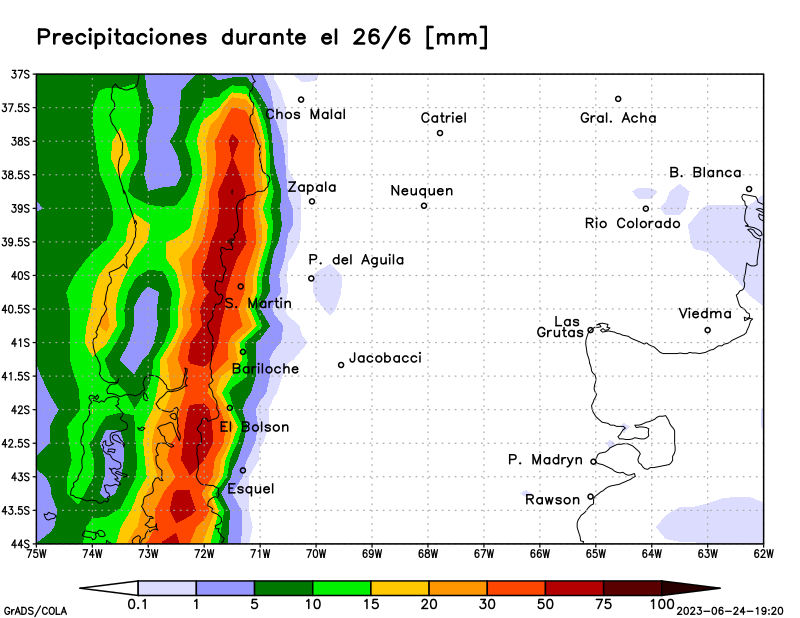 Precipitaciones durante el 26/6 [mm]
37S
37.5S
Chos Malal
Catriel
Gral. Acha
38S
38.5S
B. Blanca
Zapala
Neuquen
39S
Rio Colorado
39.5S
P. del Aguila
40S
S. Martin
40.5S
Viedma
Las
Grutas
41S
Jacobacci
Bariloche
41.5S
42S
El Bolson
42.5S
P. Madryn
43S
Esquel
Rawson
43.5S
44S
75W 74W 73W 72W 71W 70W 69W 68W 67W 66W 65W 64W 63W 62W
0.1 1 5 10 15 20 30 50 75 100
GrADS/COLA
2023-06-24-19:20